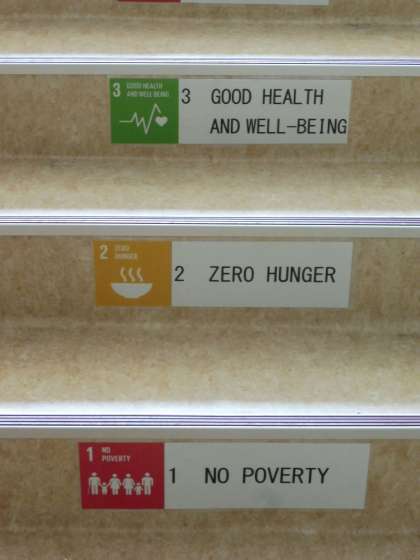 3 GOOD HEALTH
AND WELL-BEING
3 GOOD HEALTH
AND WELL-BEING
2 ZERO
HUNGER
2 ZERO HUNGER
1 NO
POVERTY
1 NO POVERTY